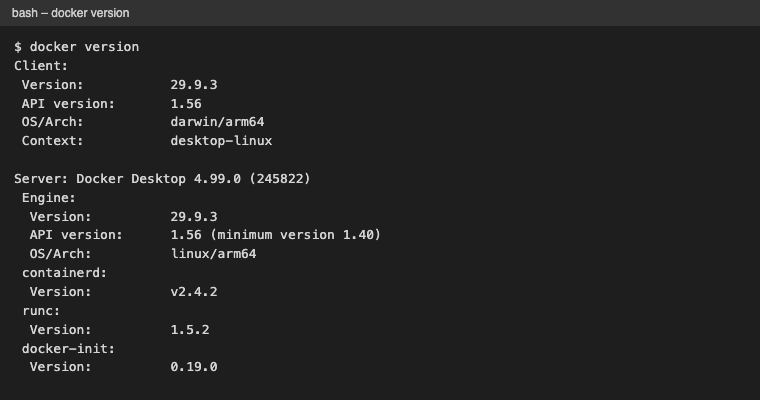 bash – docker version
$ docker version
Client:
 Version:           29.9.3
 API version:       1.56
 OS/Arch:           darwin/arm64
 Context:           desktop-linux

Server: Docker Desktop 4.99.0 (245822)
 Engine:
  Version:          29.9.3
  API version:      1.56 (minimum version 1.40)
  OS/Arch:          linux/arm64
 containerd:
  Version:          v2.4.2
 runc:
  Version:          1.5.2
 docker-init:
  Version:          0.19.0